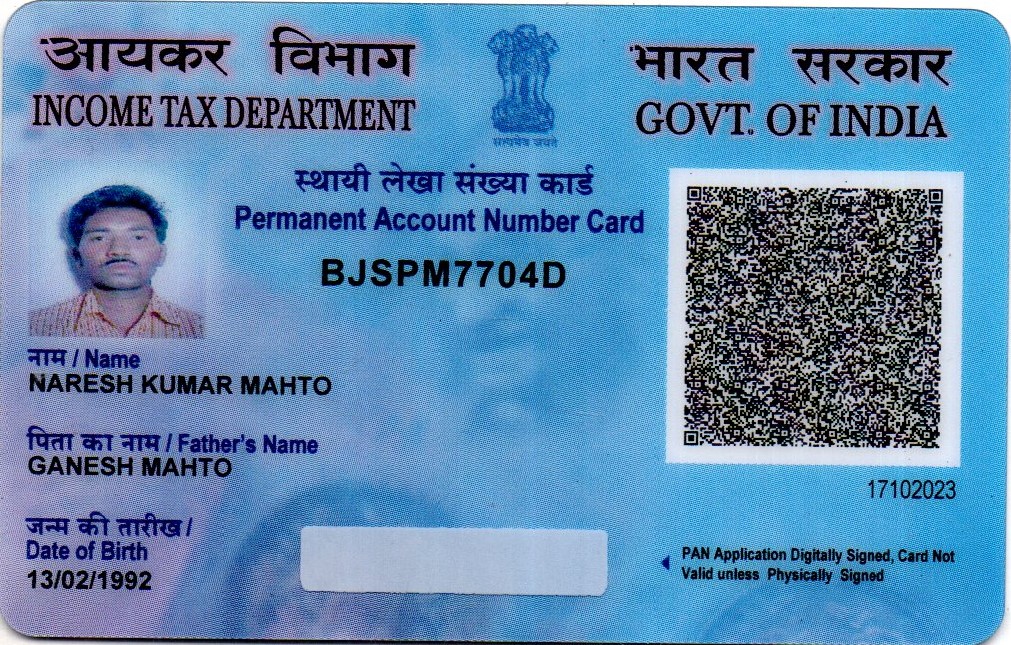 आयकर विभाग
INCOME TAX DEPARTMENT
सत्यमेव जयते
भारत सरकार
GOVT. OF INDIA
स्थायी लेखा संख्या कार्ड
Permanent Account Number Card
BJSPM7704D
नाम / Name
NARESH KUMAR MAHTO
पिता का नाम / Father's Name
GANESH MAHTO
17102023
जन्म की तारीख /
Date of Birth
13/02/1992
PAN Application Digitally Signed, Card Not
Valid unless Physically Signed